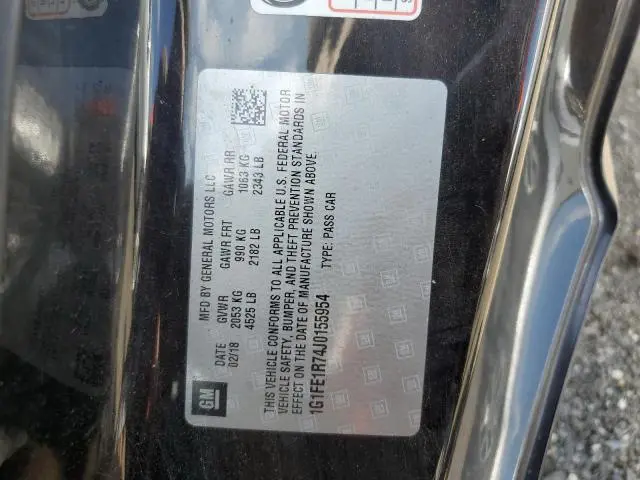 MFD BY GENERAL MOTORS LLC
DATE GVWR GAWR FRT GAWR RR
02/18 2053 KG 990 KG 1063 KG
4525 LB 2182 LB 2343 LB
THIS VEHICLE CONFORMS TO ALL APPLICABLE U.S. FEDERAL MOTOR
VEHICLE SAFETY, BUMPER, AND THEFT PREVENTION STANDARDS IN
EFFECT ON THE DATE OF MANUFACTURE SHOWN ABOVE.
1G1FE1R74J0155954 TYPE: PASS CAR
GM